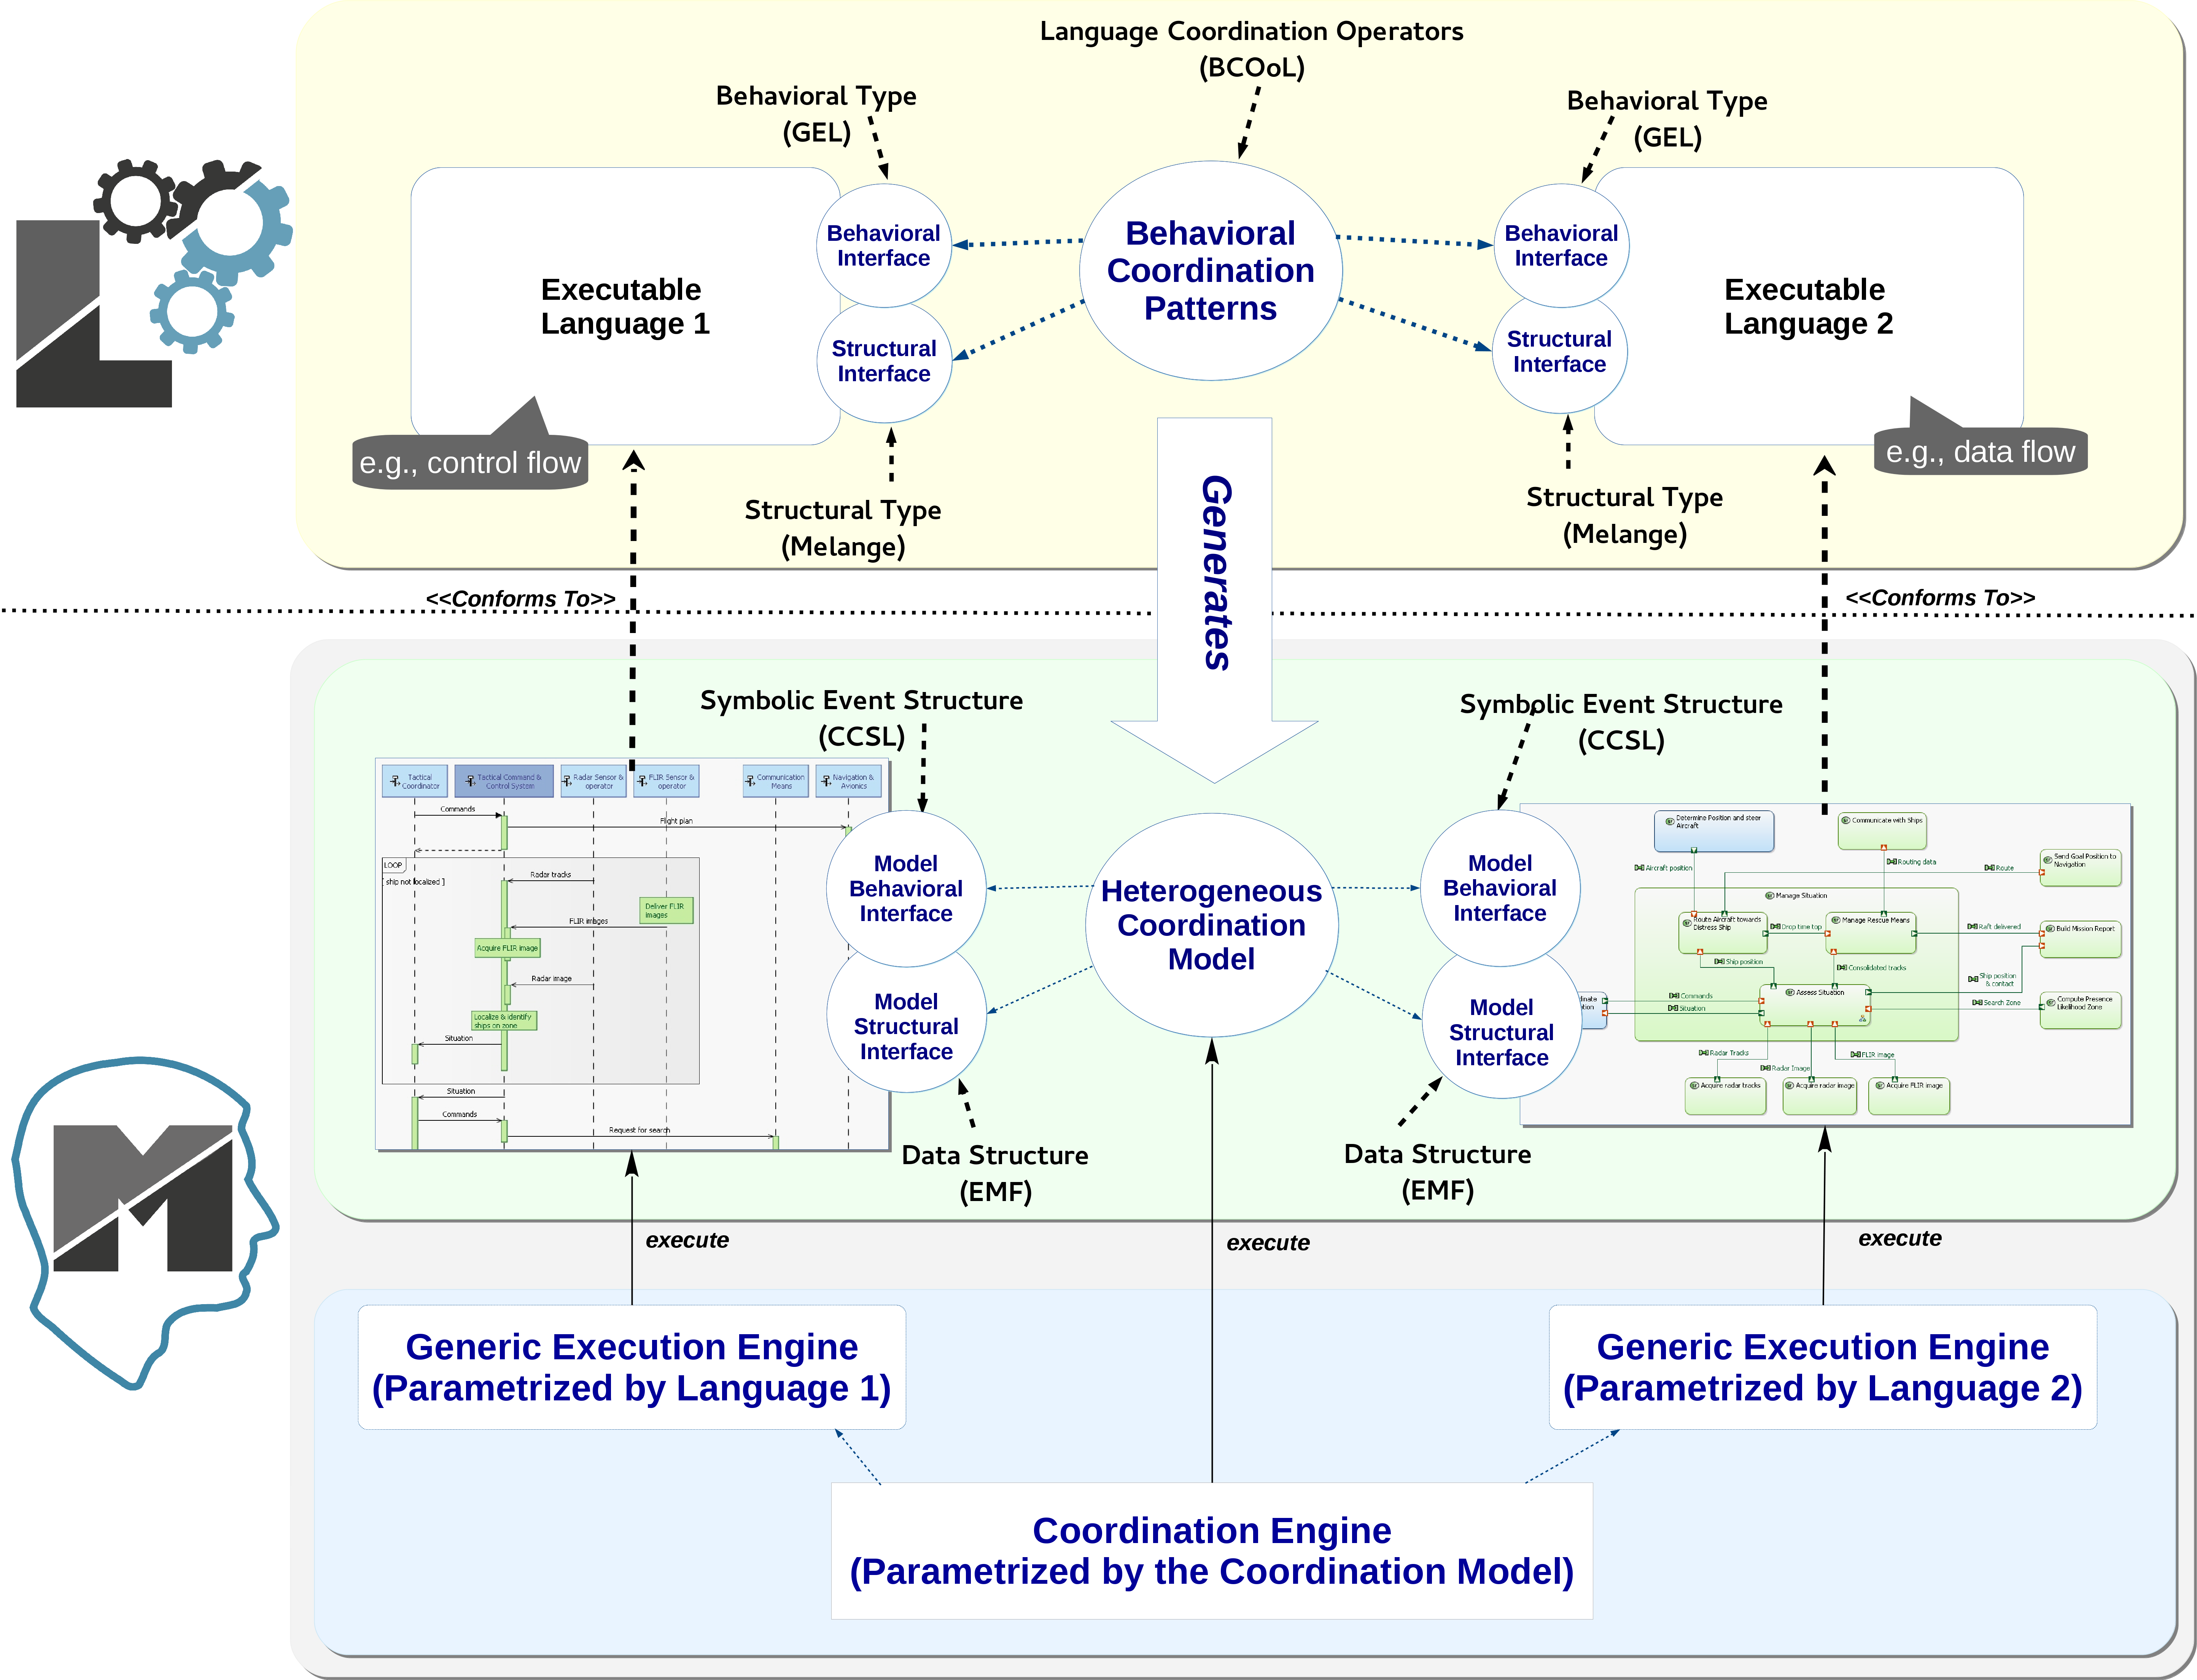 Language Coordination Operators
(BCOoL)
Behavioral Type
(GEL)
Behavioral Type
(GEL)
Executable
Language 1
Behavioral
Interface
Structural
Interface
Behavioral
Coordination
Patterns
Behavioral
Interface
Structural
Interface
Executable
Language 2
e.g., control flow
e.g., data flow
Structural Type
(Melange)
Structural Type
(Melange)
Generates
<<Conforms To>>
<<Conforms To>>
Symbolic Event Structure
(CCSL)
Symbolic Event Structure
(CCSL)
Tactical
Coordinator
Tactical Command &
Control System
Radar Sensor &
operator
FLIR Sensor &
operator
Communication
Means
Navigation &
Avionics
Commands
Flight plan
LOOP
[ ship not localized ]
Radar tracks
Deliver FLIR
Images
FLIR images
Acquire FLIR image
Radar image
Localize & identify
ships on zone
Situation
Situation
Commands
Request for search
Model
Behavioral
Interface
Model
Structural
Interface
Heterogeneous
Coordination
Model
Model
Behavioral
Interface
Model
Structural
Interface
Determine Position and steer
Aircraft
Communicate with Ships
Send Goal Position to
Navigation
Aircraft position
Routing data
Route
Manage Situation
Route Aircraft towards
Distress Ship
Drop time top
Manage Rescue Means
Raft delivered
Build Mission Report
Ship position
Consolidated tracks
Ship position
& contact
Assess Situation
Commands
Situation
Search Zone
Compute Presence
Likelihood Zone
Radar Tracks
Radar Image
FLIR image
Acquire radar tracks
Acquire radar image
Acquire FLIR image
Data Structure
(EMF)
Data Structure
(EMF)
execute
execute
execute
Generic Execution Engine
(Parametrized by Language 1)
Generic Execution Engine
(Parametrized by Language 2)
Coordination Engine
(Parametrized by the Coordination Model)